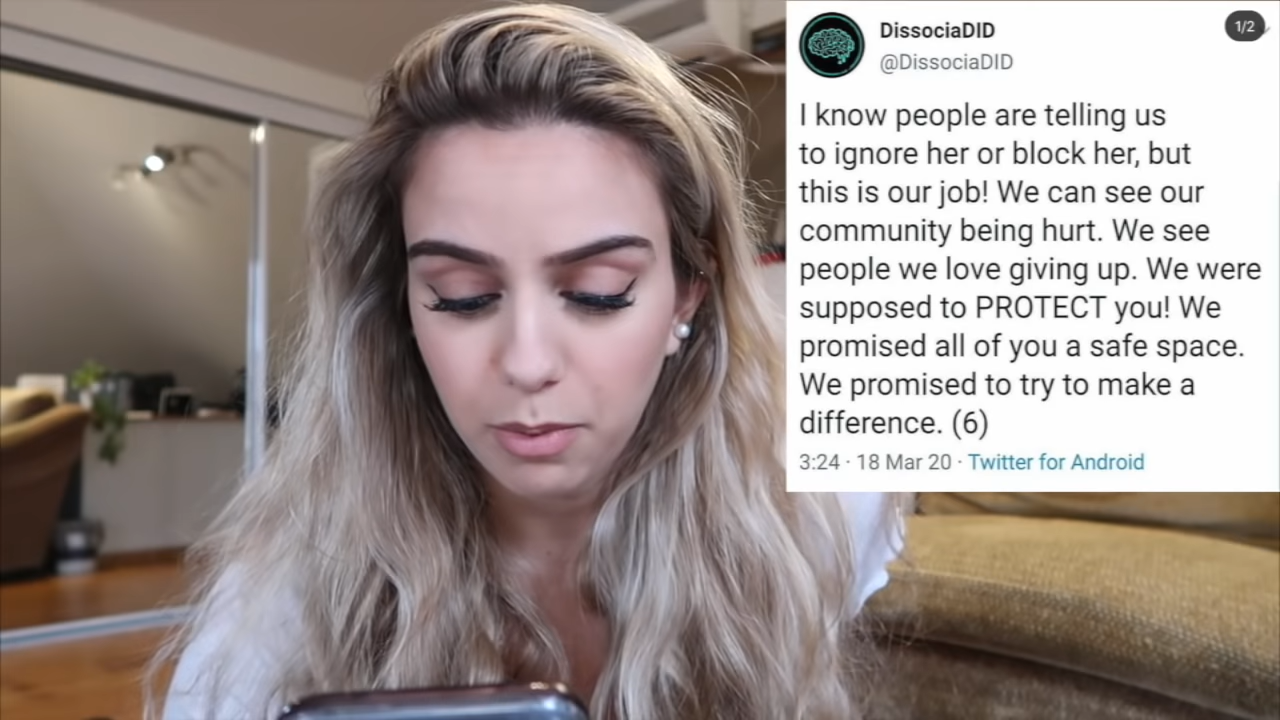 DissociaDID
1/2
@DissociaDID
I know people are telling us
to ignore her or block her, but
this is our job! We can see our
community being hurt. We see
people we love giving up. We were
supposed to PROTECT you! We
promised all of you a safe space.
We promised to try to make a
difference. (6)
3:24 · 18 Mar 20 · Twitter for Android